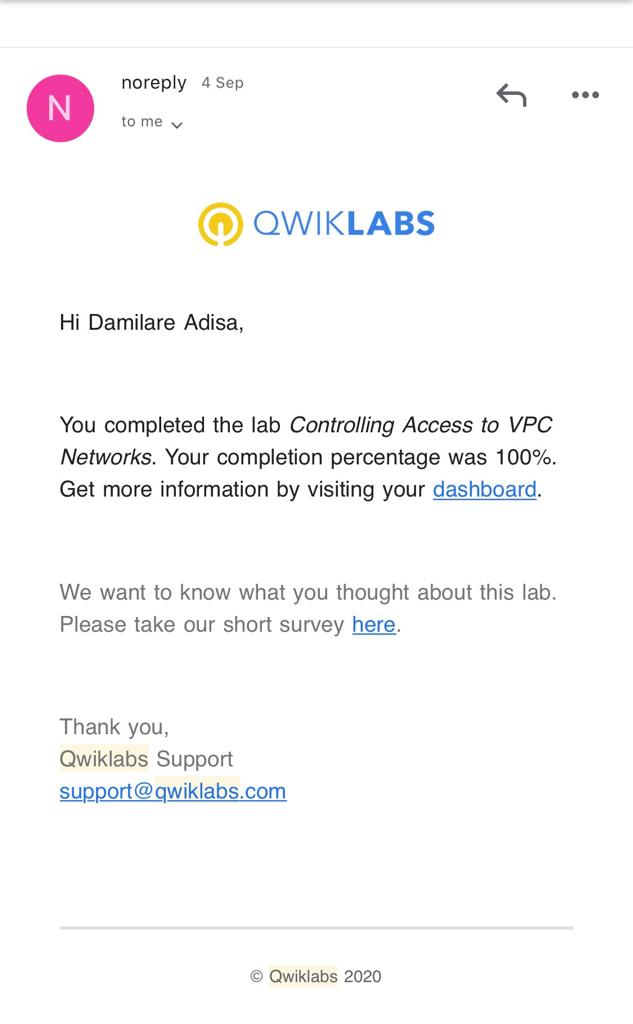 noreply 4 Sep
N
to me
QWIKLABS
Hi Damilare Adisa,
You completed the lab Controlling Access to VPC
Networks. Your completion percentage was 100%.
Get more information by visiting your dashboard.
We want to know what you thought about this lab.
Please take our short survey here.
Thank you,
Qwiklabs Support
support@qwiklabs.com
© Qwiklabs 2020